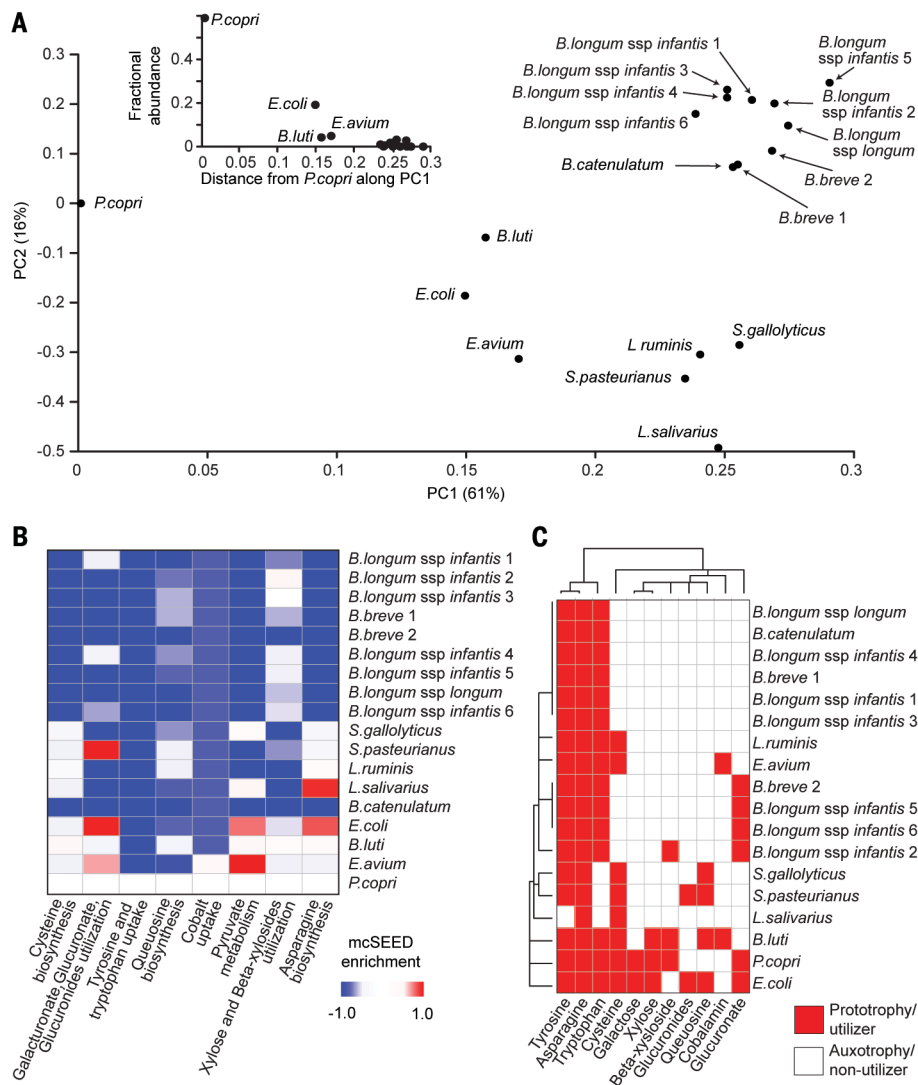 A
0.3
0.2
0.1
0
-0.1
-0.2
-0.3
-0.4
-0.5
PC2 (16%)
0
0.05
0.1
0.15
0.2
0.25
0.3
PC1 (61%)
P.copri
B.luti
E.coli
E.avium
L ruminis
S.gallolyticus
S.pasteurianus
L.salivarius
B.longum ssp infantis 1
B.longum
ssp infantis 5
B.longum ssp infantis 3
B.longum ssp infantis 4
B.longum
ssp infantis 2
B.longum ssp infantis 6
B.longum
ssp longum
B.catenulatum
B.breve 2
B.breve 1
Fractional
abundance
0.2
0
P.copri
E.coli
B.luti
E.avium
0
0.05
0.1
0.15
0.2
0.25
0.3
Distance from P.copri along PC1
B
B.longum ssp infantis 1
B.longum ssp infantis 2
B.longum ssp infantis 3
B.breve 1
B.breve 2
B.longum ssp infantis 4
B.longum ssp infantis 5
B.longum ssp longum
B.longum ssp infantis 6
S.gallolyticus
S.pasteurianus
L.ruminis
L.salivarius
B.catenulatum
E.coli
B.luti
E.avium
P.copri
Cysteine
biosynthesis
Galacturonate, Glucuronate,
Glucuronides utilization
Tyrosine and
tryptophan uptake
Queuosine
biosynthesis
Cobalt
uptake
Pyruvate
metabolism
Xylose and Beta-xylosides
utilization
Asparagine
biosynthesis
mcSEED
enrichment
-1.0
1.0
C
B.longum ssp longum
B.catenulatum
B.longum ssp infantis 4
B.breve 1
B.longum ssp infantis 1
B.longum ssp infantis 3
L.ruminis
E.avium
B.breve 2
B.longum ssp infantis 5
B.longum ssp infantis 6
B.longum ssp infantis 2
S.gallolyticus
S.pasteurianus
L.salivarius
B.luti
P.copri
E.coli
Tyrosine
Asparagine
Tryptophan
Cysteine
Galactose
Xylose
Beta-xysloside
Glucuronides
Queuosine
Cobalamin
Glucuronate
Prototrophy/
utilizer
Auxotrophy/
non-utilizer